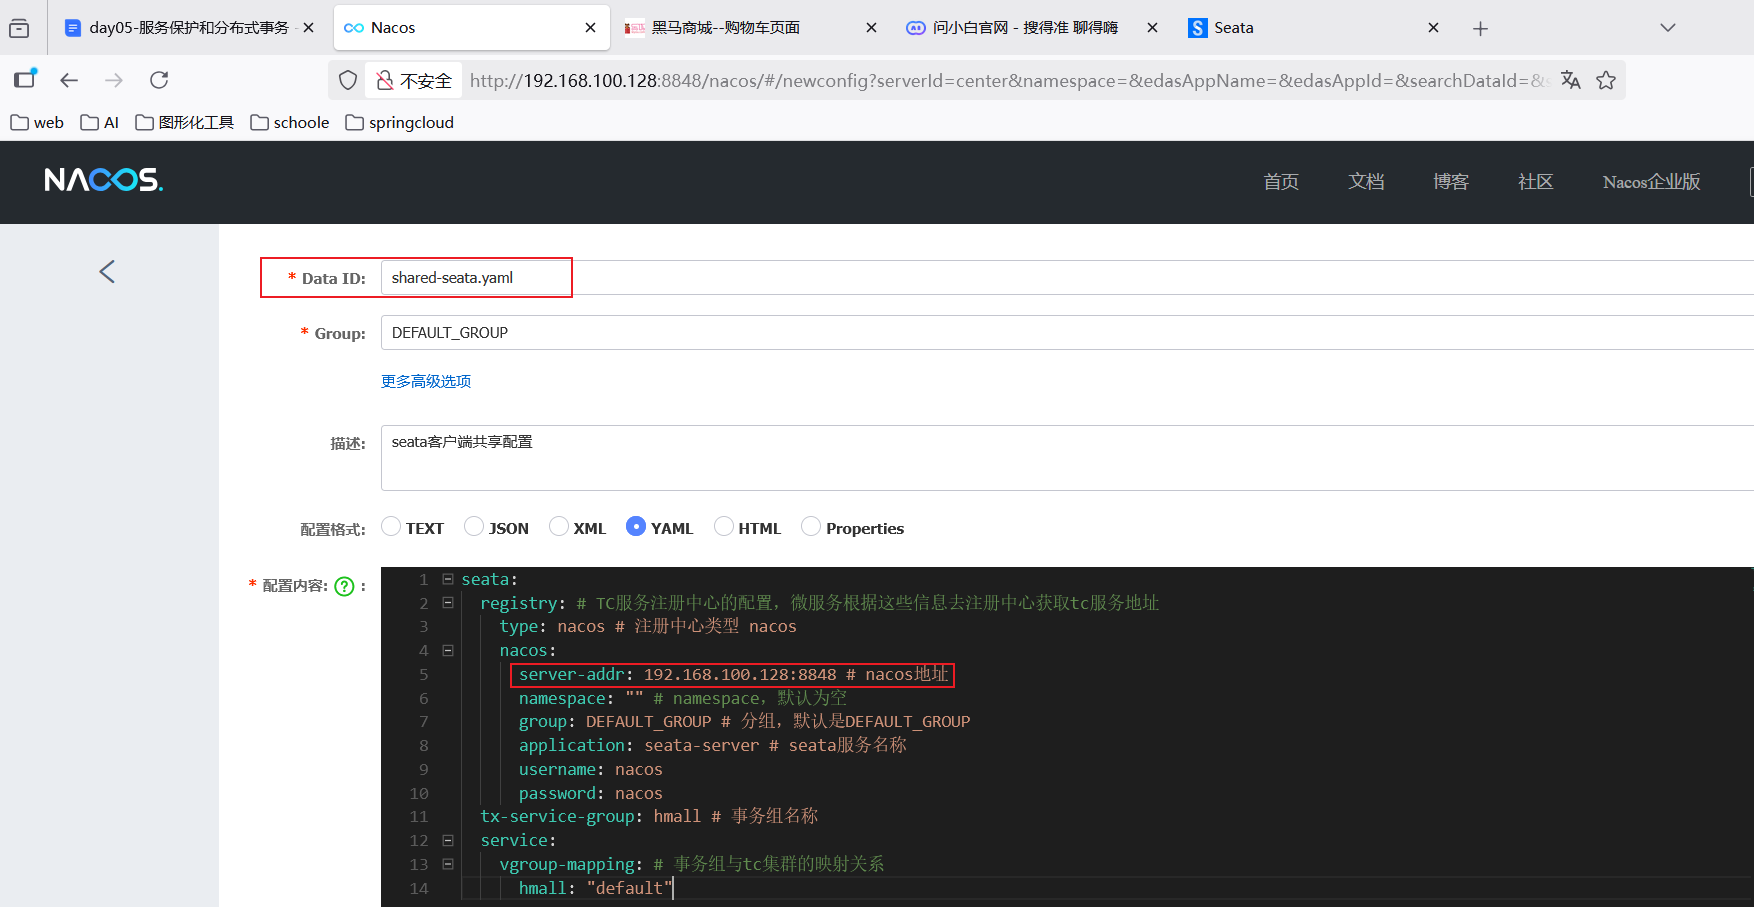 day05-服务保护和分布式事务 -
Nacos
黑马商城--购物车页面
问小白官网 - 搜得准 聊得嗨
Seata
不安全
http://192.168.100.128:8848/nacos/#/newconfig?serverId=center&namespace=&edasAppName=&edasAppId=&searchDataId=&
web
AI
图形化工具
schoole
springcloud
NACOS.
首页
文档
博客
社区
Nacos企业版
* Data ID:
shared-seata.yaml
* Group:
DEFAULT_GROUP
更多高级选项
描述:
seata客户端共享配置
配置格式:
TEXT
JSON
XML
YAML
HTML
Properties
* 配置内容: ? :
1 seata:
2 registry: # TC服务注册中心的配置，微服务根据这些信息去注册中心获取tc服务地址
3 type: nacos # 注册中心类型 nacos
4 nacos:
5 server-addr: 192.168.100.128:8848 # nacos地址
6 namespace: "" # namespace，默认为空
7 group: DEFAULT_GROUP # 分组，默认是DEFAULT_GROUP
8 application: seata-server # seata服务名称
9 username: nacos
10 password: nacos
11 tx-service-group: hmall # 事务组名称
12 service:
13 vgroup-mapping: # 事务组与tc集群的映射关系
14 hmall: "default"